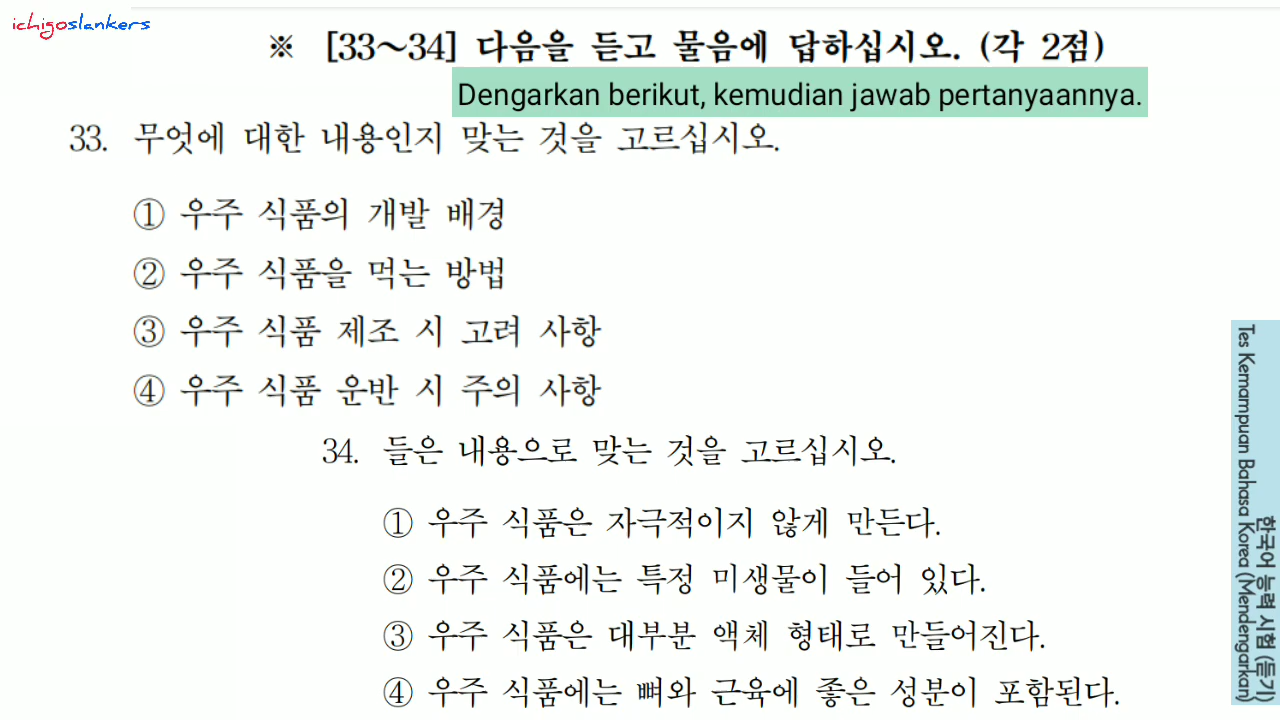 ichigoslankers
※ [33～34] 다음을 듣고 물음에 답하십시오. (각 2점)
Dengarkan berikut, kemudian jawab pertanyaannya.
33. 무엇에 대한 내용인지 맞는 것을 고르십시오.
① 우주 식품의 개발 배경
② 우주 식품을 먹는 방법
③ 우주 식품 제조 시 고려 사항
④ 우주 식품 운반 시 주의 사항
34. 들은 내용으로 맞는 것을 고르십시오.
① 우주 식품은 자극적이지 않게 만든다.
② 우주 식품에는 특정 미생물이 들어 있다.
③ 우주 식품은 대부분 액체 형태로 만들어진다.
④ 우주 식품에는 뼈와 근육에 좋은 성분이 포함된다.
한국어 능력 시험 (듣기)
Tes Kemampuan Bahasa Korea (Mendengarkan)